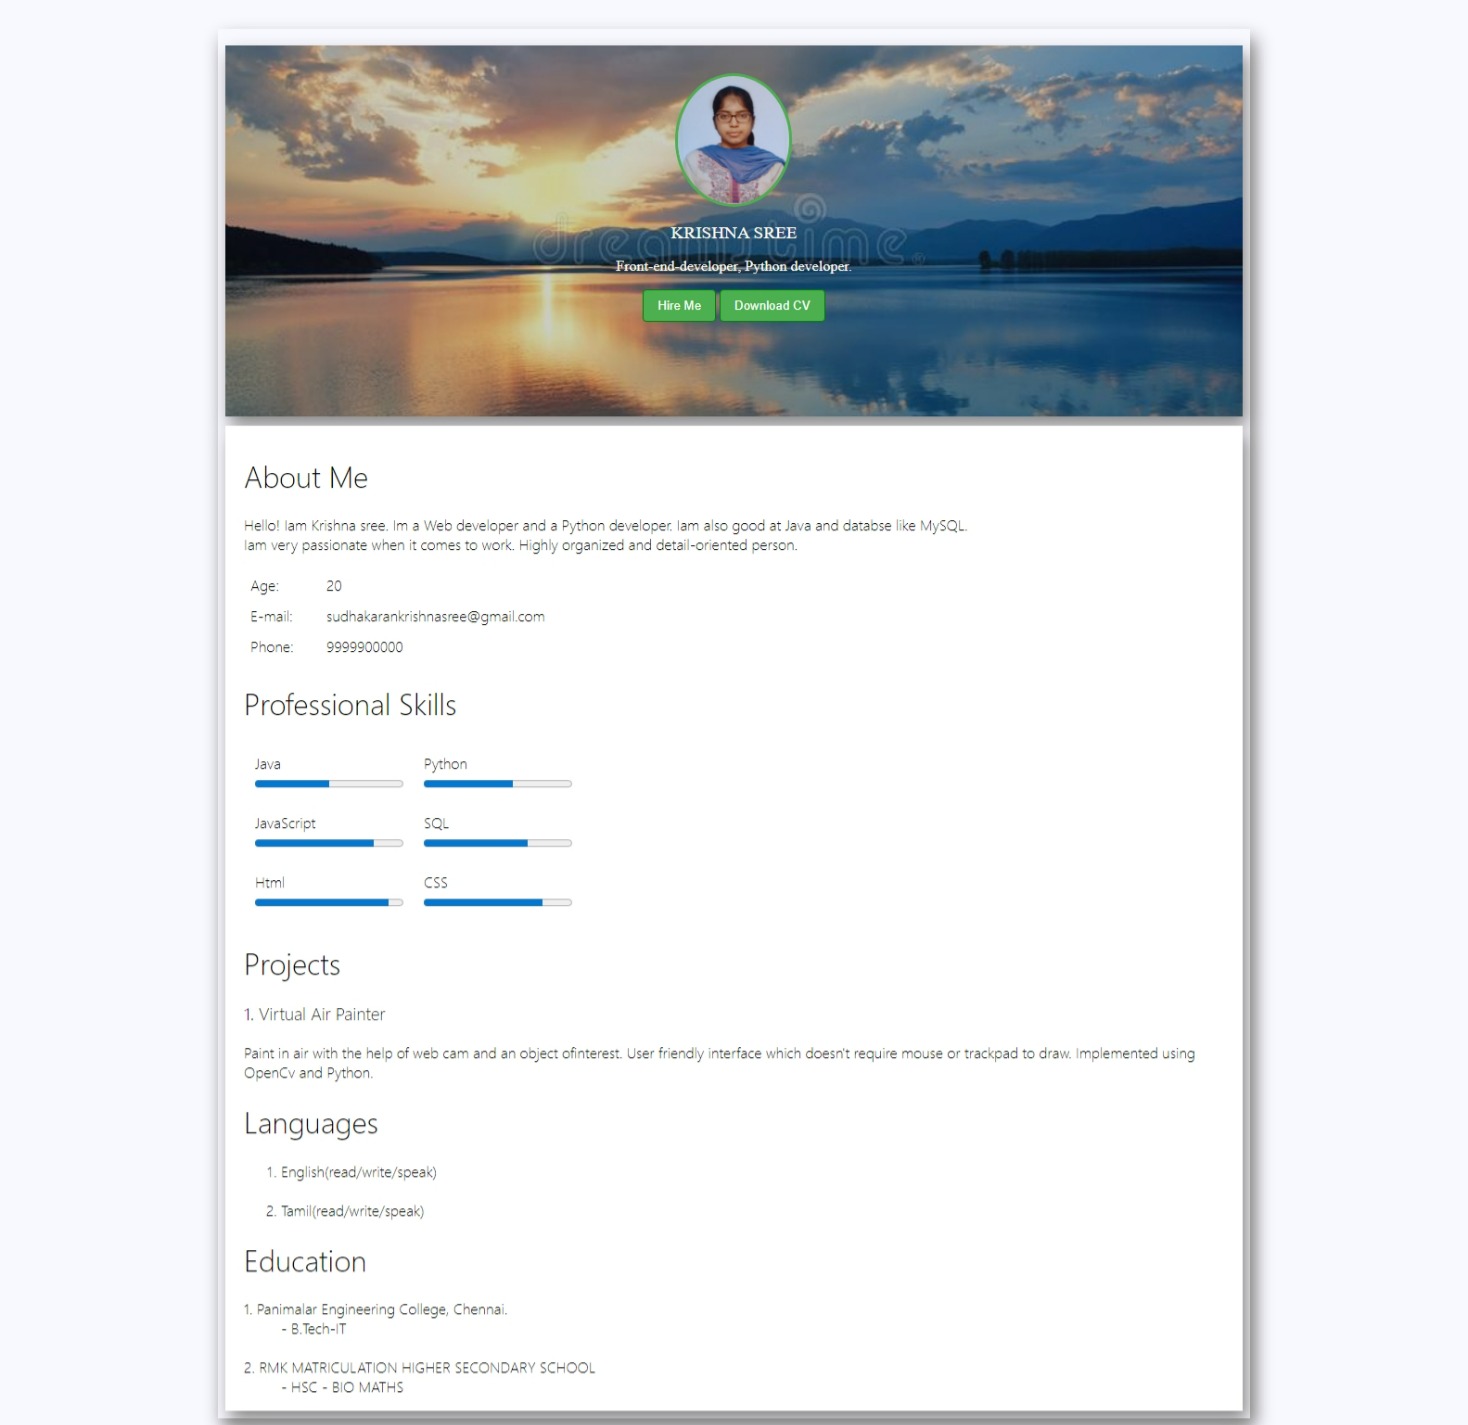 dreamstime®
KRISHNA SREE
Front-end-developer, Python developer.
Hire Me Download CV
About Me
Hello! Iam Krishna sree. Im a Web developer and a Python developer. Iam also good at Java and databse like MySQL.
Iam very passionate when it comes to work. Highly organized and detail-oriented person.
Age: 20
E-mail: sudhakarankrishnasree@gmail.com
Phone: 9999900000
Professional Skills
Java Python
JavaScript SQL
Html CSS
Projects
1. Virtual Air Painter
Paint in air with the help of web cam and an object ofinterest. User friendly interface which doesn't require mouse or trackpad to draw. Implemented using
OpenCv and Python.
Languages
1. English(read/write/speak)
2. Tamil(read/write/speak)
Education
1. Panimalar Engineering College, Chennai.
- B.Tech-IT
2. RMK MATRICULATION HIGHER SECONDARY SCHOOL
- HSC - BIO MATHS